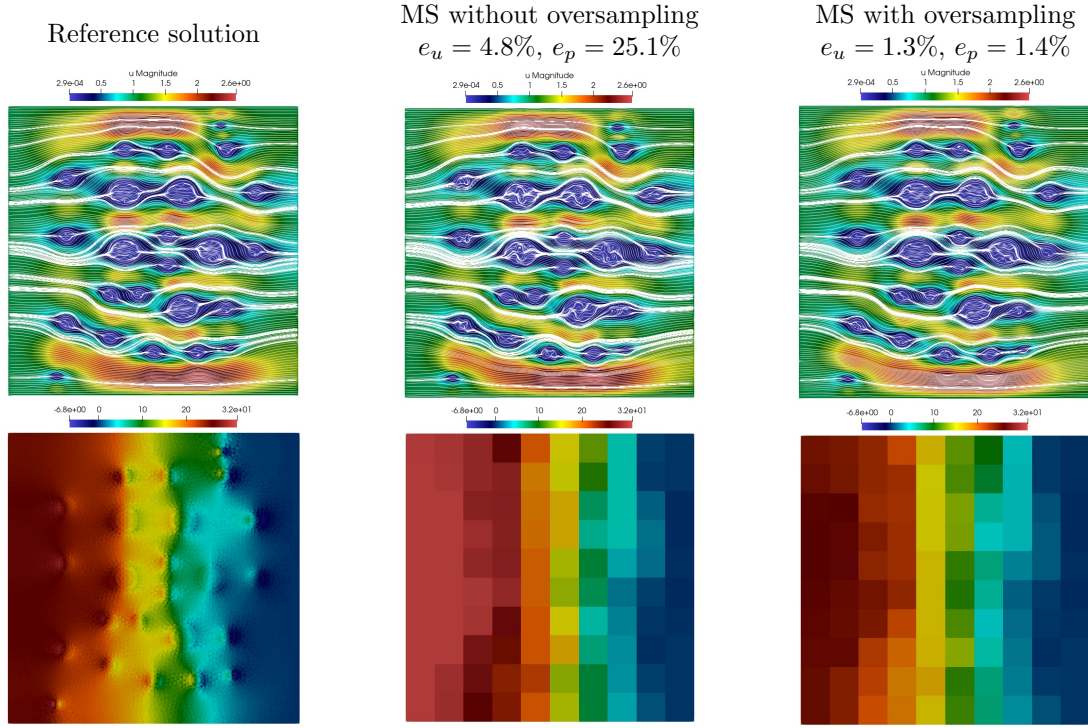 Reference solution
MS without oversampling
e_u = 4.8%, e_p = 25.1%
MS with oversampling
e_u = 1.3%, e_p = 1.4%
u Magnitude
2.9e-04 0.5 1 1.5 2 2.6e+00
u Magnitude
2.9e-04 0.5 1 1.5 2 2.6e+00
u Magnitude
2.9e-04 0.5 1 1.5 2 2.6e+00
-6.8e+00 0 10 20 3.2e+01
-6.8e+00 0 10 20 3.2e+01
-6.8e+00 0 10 20 3.2e+01